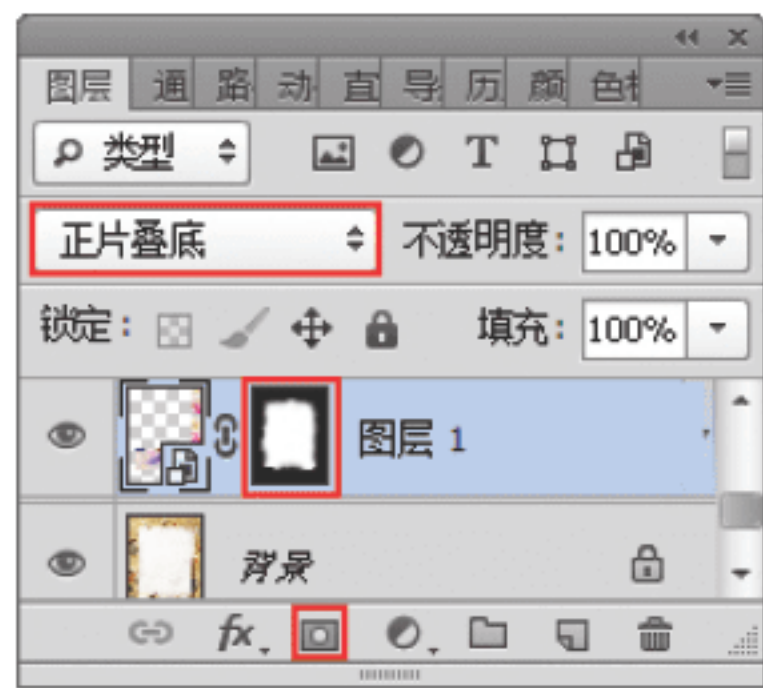 图层 通 路 动 直 导 历 颜 色
类型 T
正片叠底 不透明度: 100%
锁定: 填充: 100%
图层 1
背景
fx.